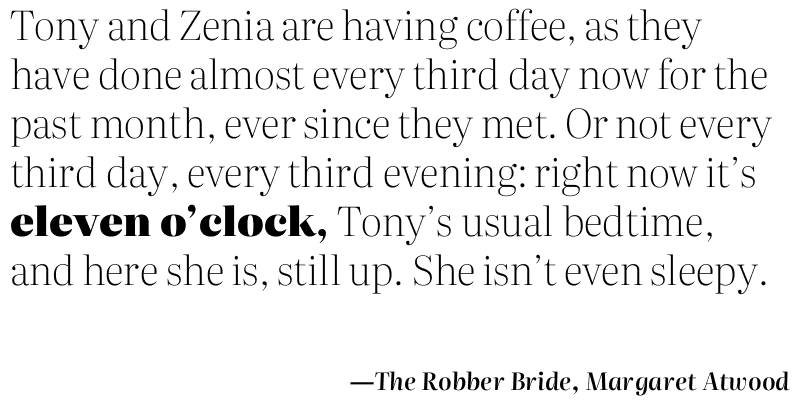 Tony and Zenia are having coffee, as they
have done almost every third day now for the
past month, ever since they met. Or not every
third day, every third evening: right now it’s
eleven o’clock, Tony’s usual bedtime,
and here she is, still up. She isn’t even sleepy.
—The Robber Bride, Margaret Atwood